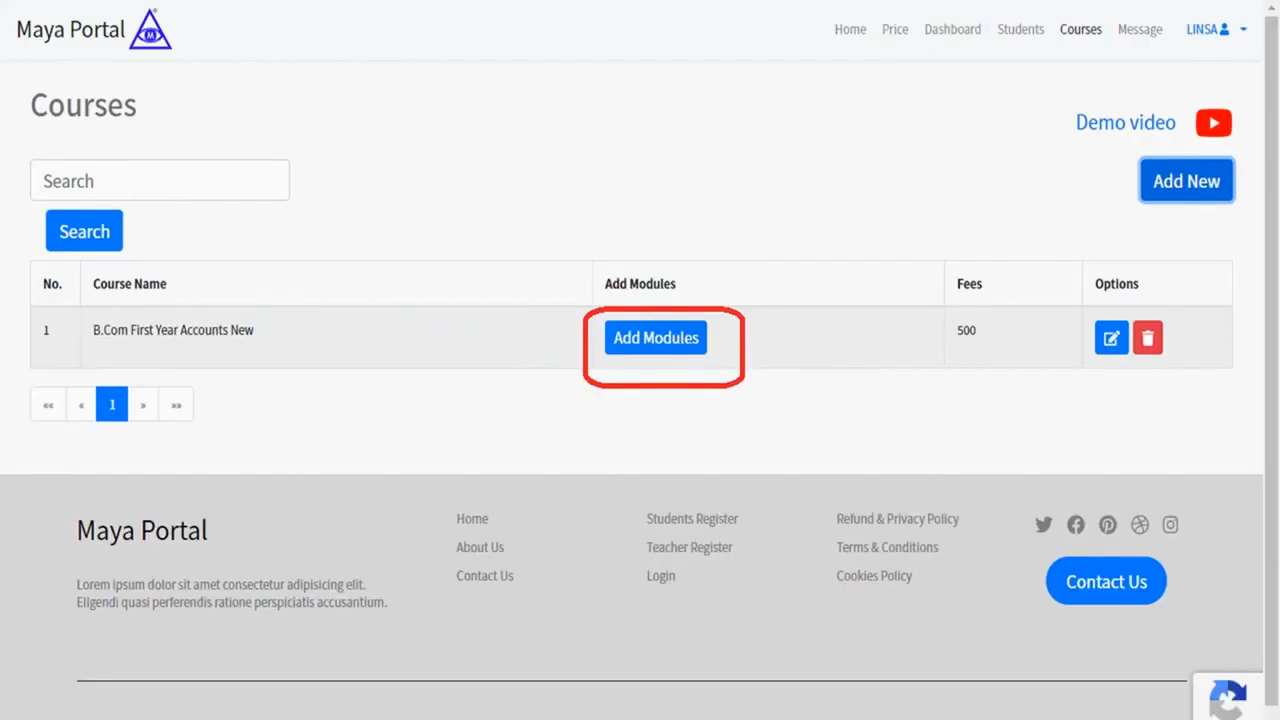 Maya Portal
M
Home Price Dashboard Students Courses Message LINSA
Courses
Demo video
Search
Add New
Search
No. Course Name Add Modules Fees Options
1 B.Com First Year Accounts New Add Modules 500
«« « 1 » »»
Maya Portal
Lorem ipsum dolor sit amet consectetur adipisicing elit.
Eligendi quasi perferendis ratione perspiciatis accusantium.
Home
About Us
Contact Us
Students Register
Teacher Register
Login
Refund & Privacy Policy
Terms & Conditions
Cookies Policy
Contact Us